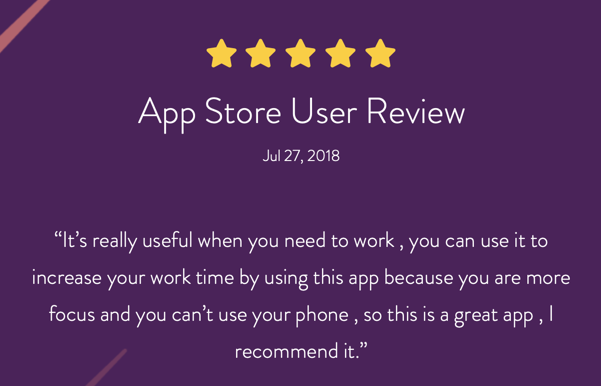 App Store User Review
Jul 27, 2018
“It’s really useful when you need to work , you can use it to
increase your work time by using this app because you are more
focus and you can’t use your phone , so this is a great app , I
recommend it.”